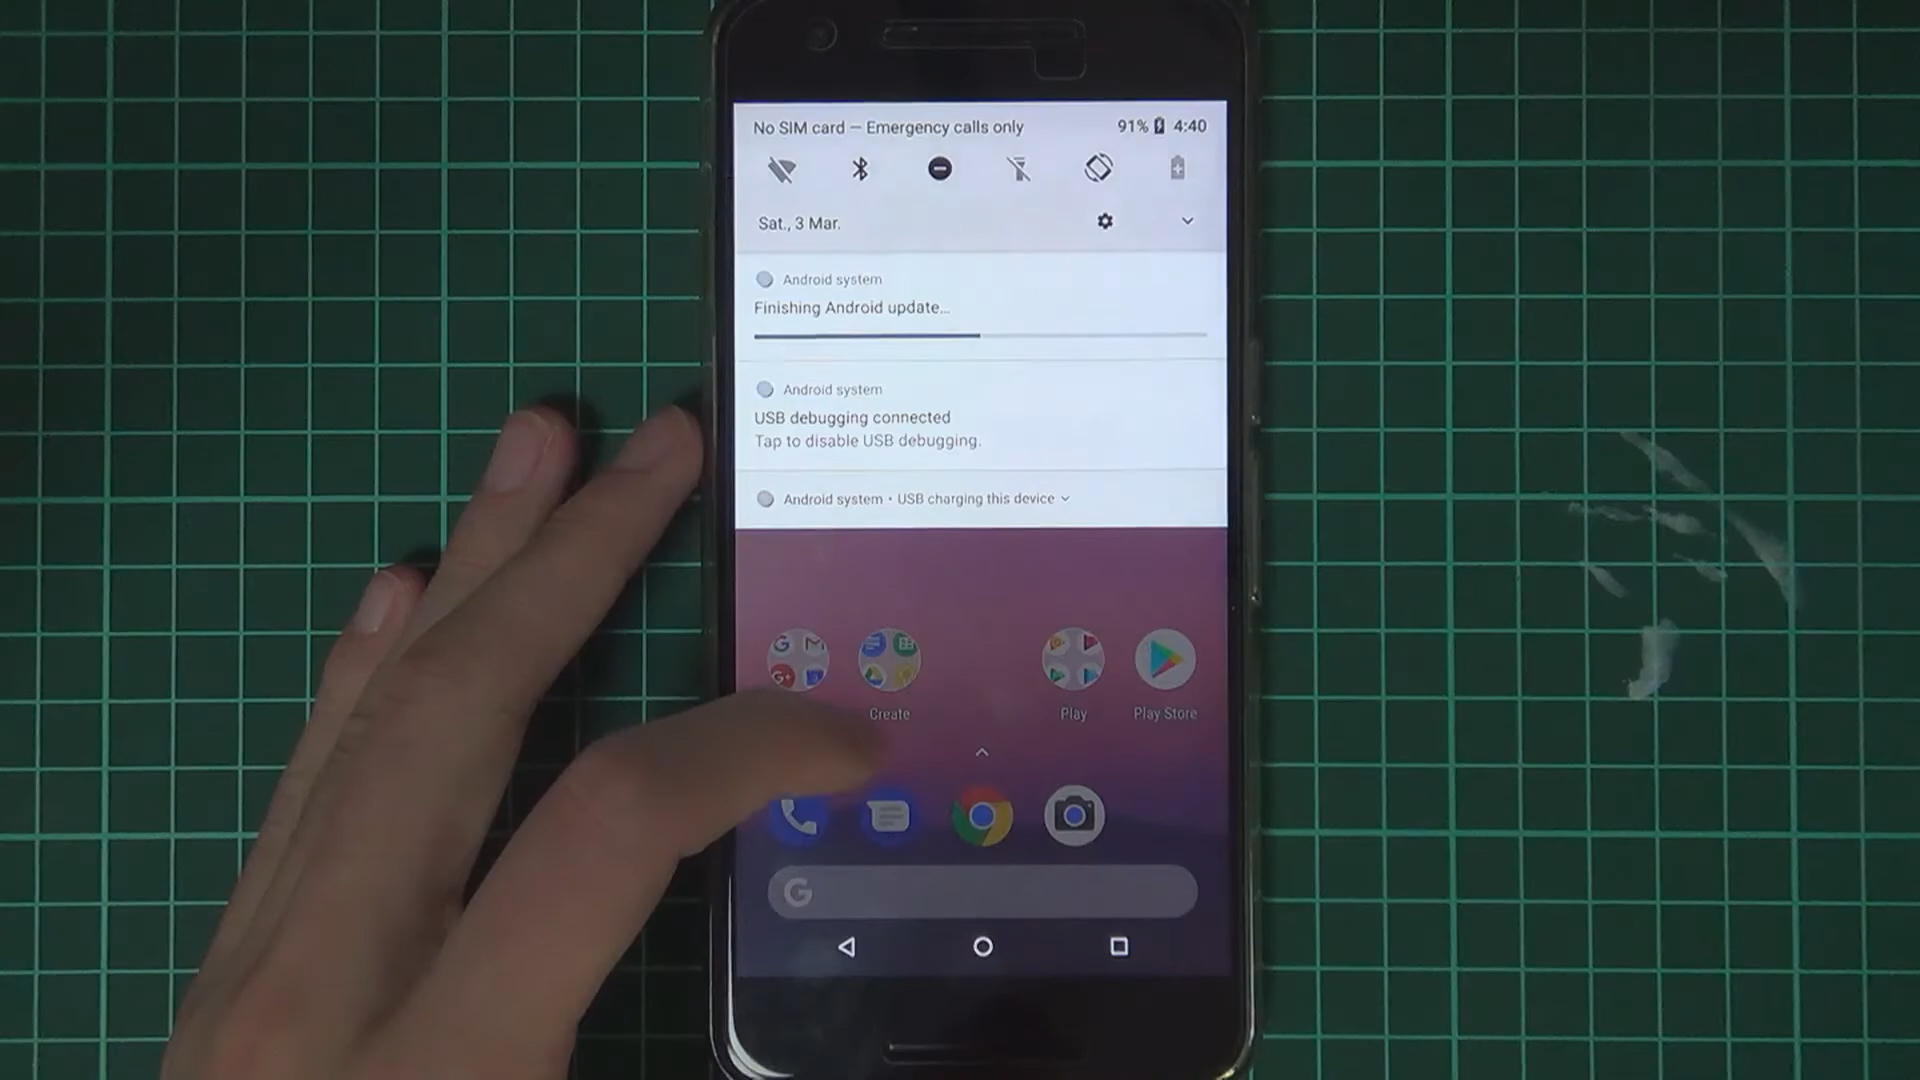 No SIM card — Emergency calls only
91% 4:40
Sat., 3 Mar.
Android system
Finishing Android update…
Android system
USB debugging connected
Tap to disable USB debugging.
Android system • USB charging this device
Create
Play
Play Store
G